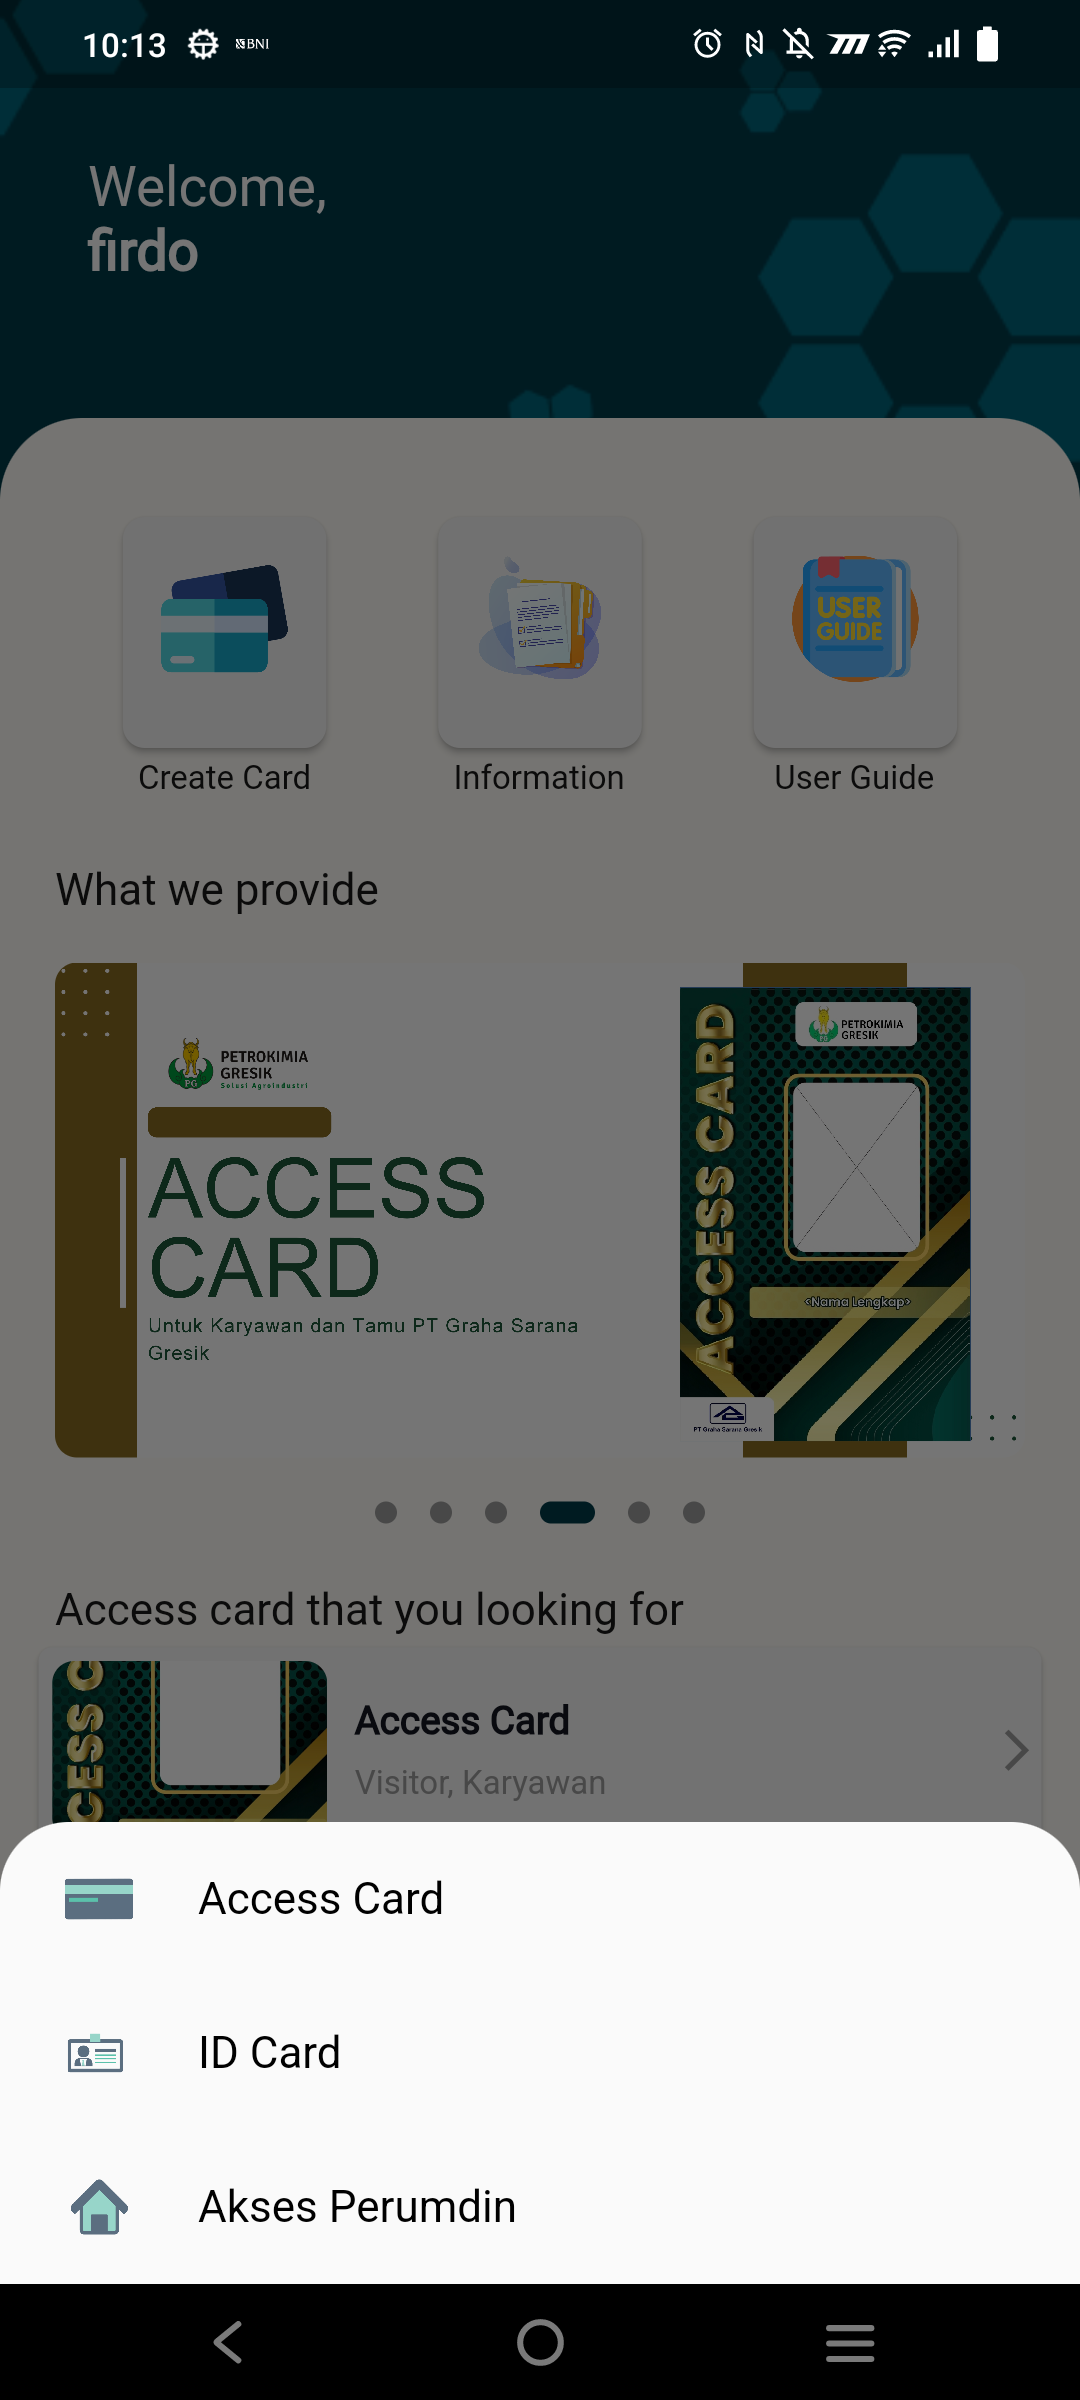 10:13
BNI
Welcome,
firdo
USER
GUIDE
Create Card
Information
User Guide
What we provide
PETROKIMIA
GRESIK
Solusi Agroindustri
PG
ACCESS
CARD
Untuk Karyawan dan Tamu PT Graha Sarana
Gresik
ACCESS CARD
PETROKIMIA
GRESIK
<Nama Lengkap>
PT Graha Sarana Gresik
Access card that you looking for
CESS C
Access Card
Visitor, Karyawan
Access Card
ID Card
Akses Perumdin